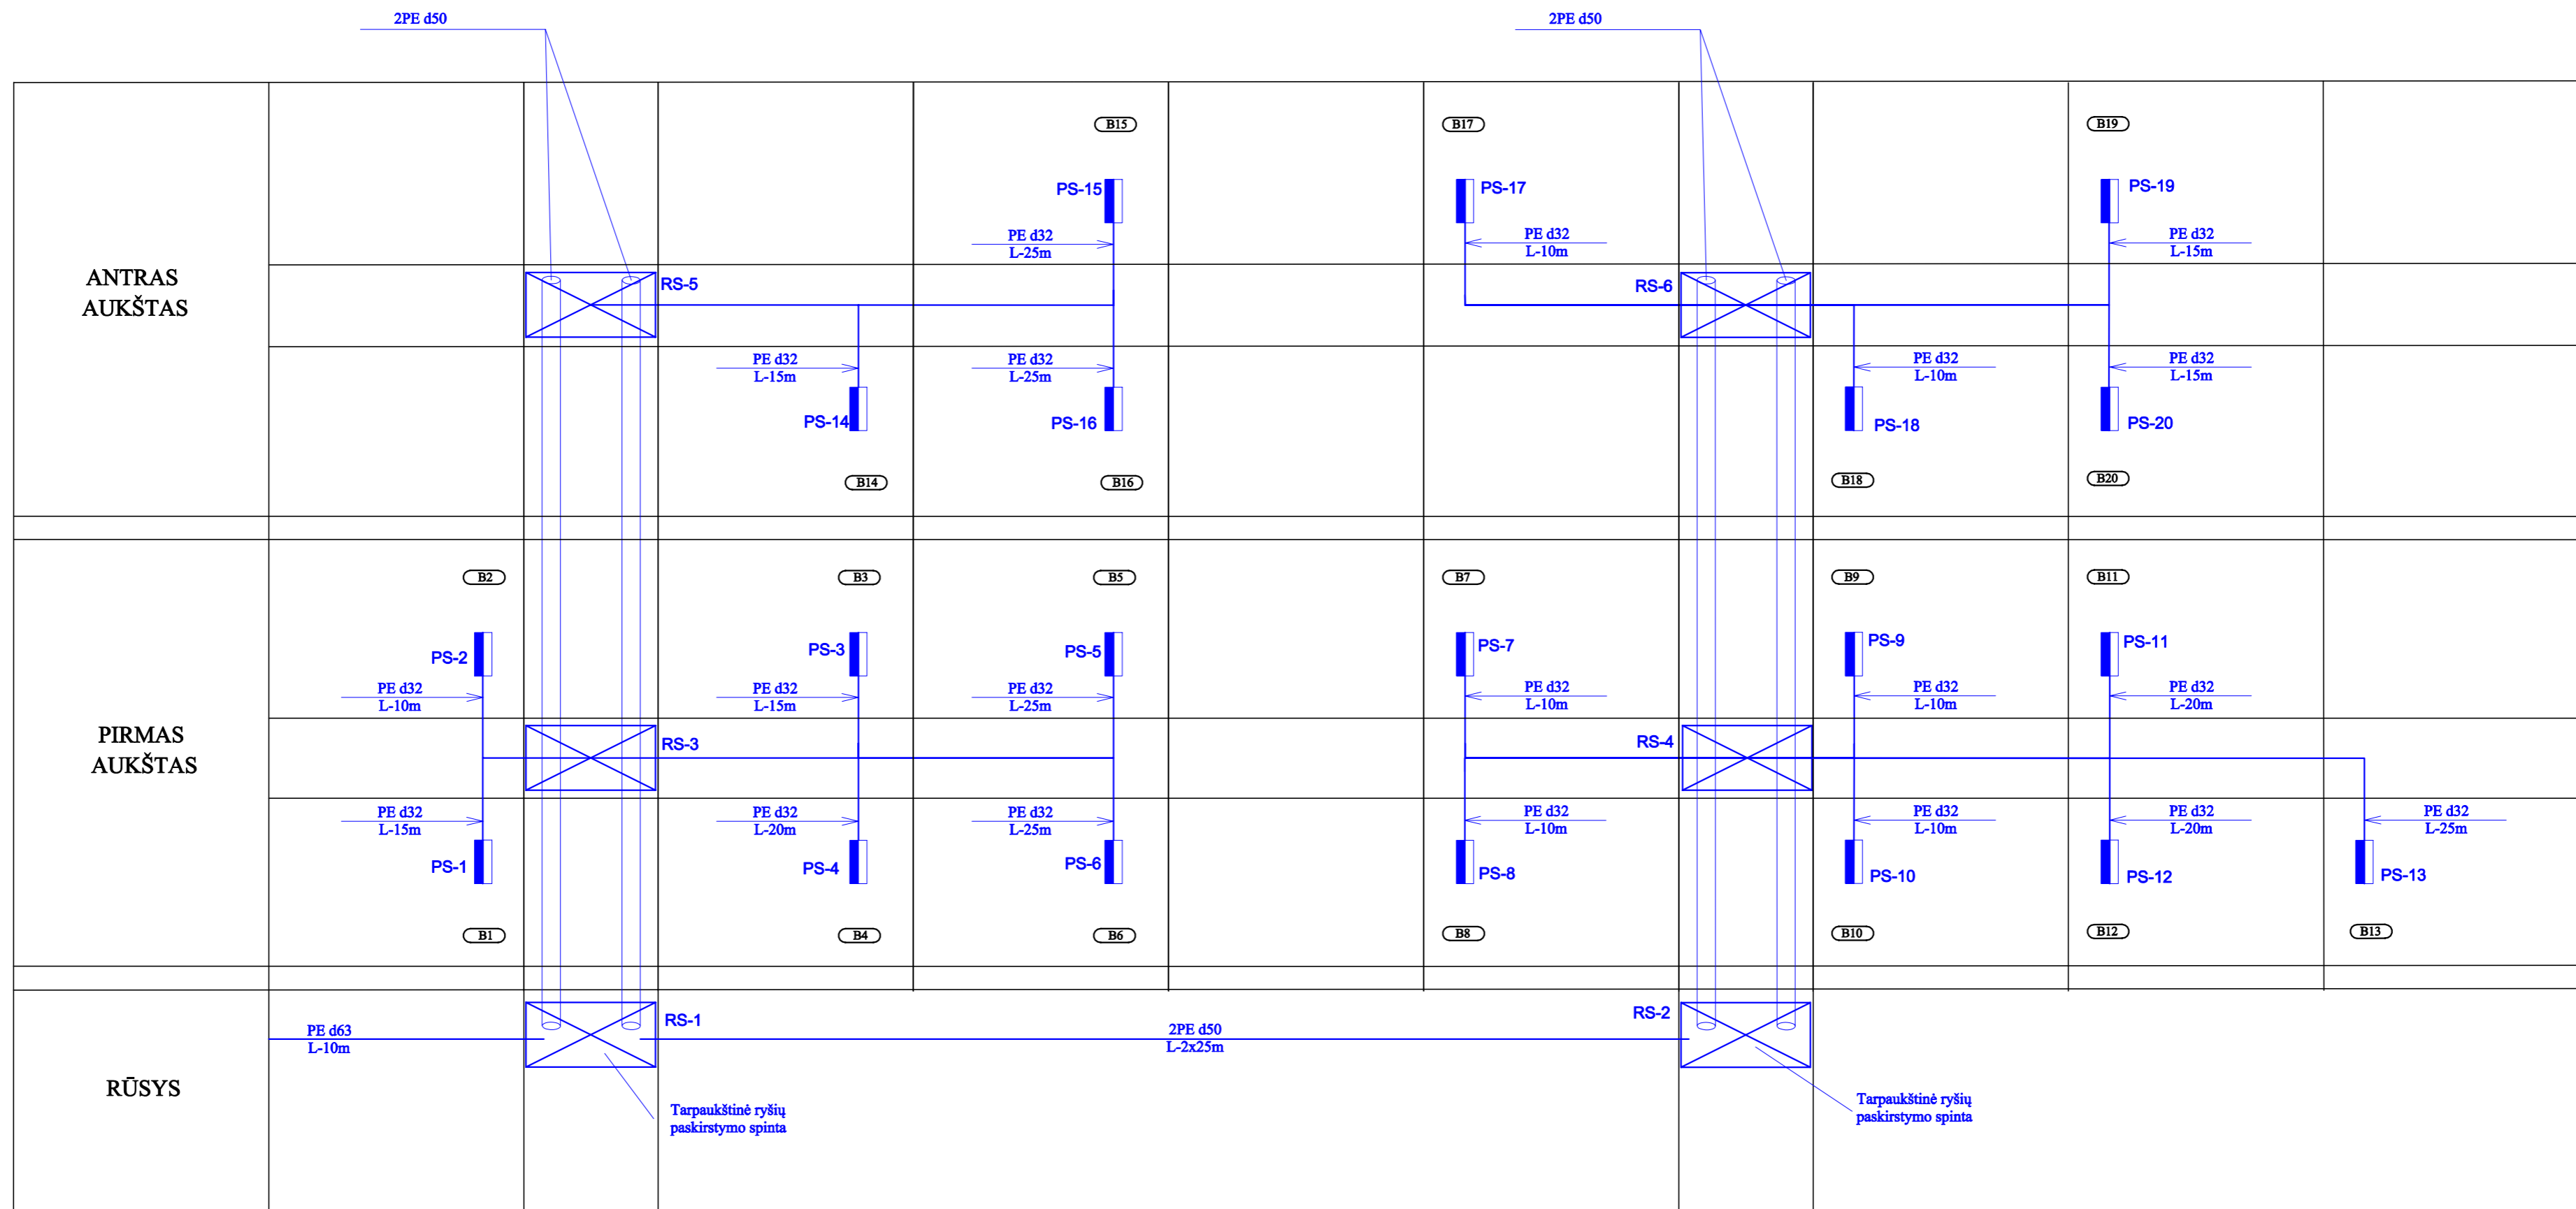 2PE d50
2PE d50
ANTRAS
AUKŠTAS
B15
B17
B19
PS-15
PS-17
PS-19
PE d32
L-25m
PE d32
L-10m
PE d32
L-15m
RS-5
RS-6
PE d32
L-15m
PE d32
L-25m
PE d32
L-10m
PE d32
L-15m
PS-14
PS-16
PS-18
PS-20
B14
B16
B18
B20
PIRMAS
AUKŠTAS
B2
B3
B5
B7
B9
B11
PS-2
PS-3
PS-5
PS-7
PS-9
PS-11
PE d32
L-10m
PE d32
L-15m
PE d32
L-25m
PE d32
L-10m
PE d32
L-10m
PE d32
L-20m
RS-3
RS-4
PE d32
L-15m
PE d32
L-20m
PE d32
L-25m
PE d32
L-10m
PE d32
L-10m
PE d32
L-20m
PE d32
L-25m
PS-1
PS-4
PS-6
PS-8
PS-10
PS-12
PS-13
B1
B4
B6
B8
B10
B12
B13
RŪSYS
PE d63
L-10m
RS-1
2PE d50
L-2x25m
RS-2
Tarpaukštinė ryšių
paskirstymo spinta
Tarpaukštinė ryšių
paskirstymo spinta